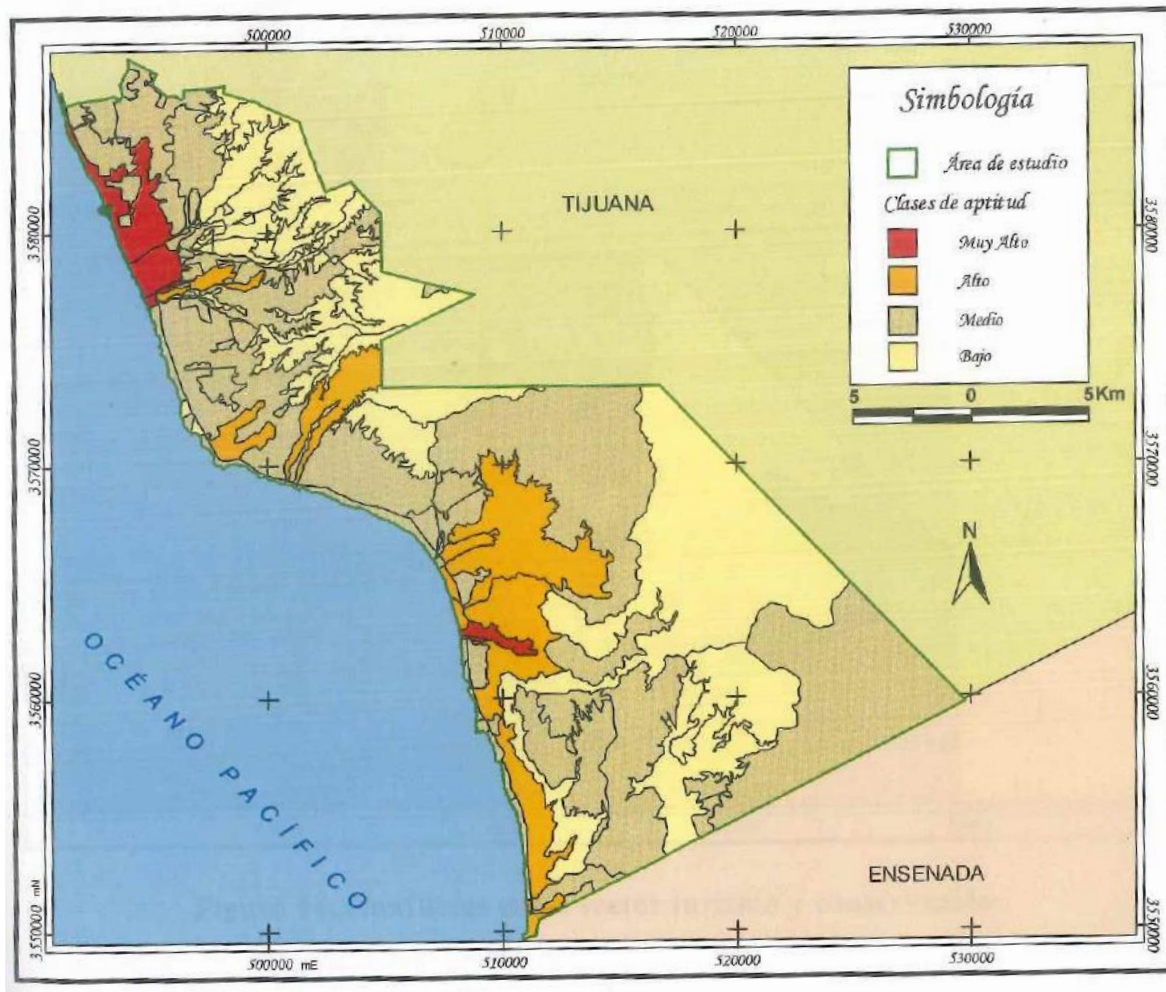 500000
510000
520000
530000
Simbología
Área de estudio
Clases de aptitud
Muy Alto
Alto
Medio
Bajo
5 0 5Km
TIJUANA
3580000
3580000
3570000
3570000
N
OCÉANO PACÍFICO
3560000
3560000
ENSENADA
3550000 mN
3550000
500000 mE
510000
520000
530000